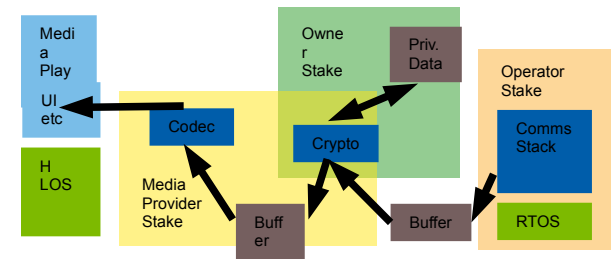 Medi
a
Play
UI
etc
H
LOS
Codec
Media
Provider
Stake
Buff
er
Owne
r
Stake
Priv.
Data
Crypto
Buffer
Operator
Stake
Comms
Stack
RTOS